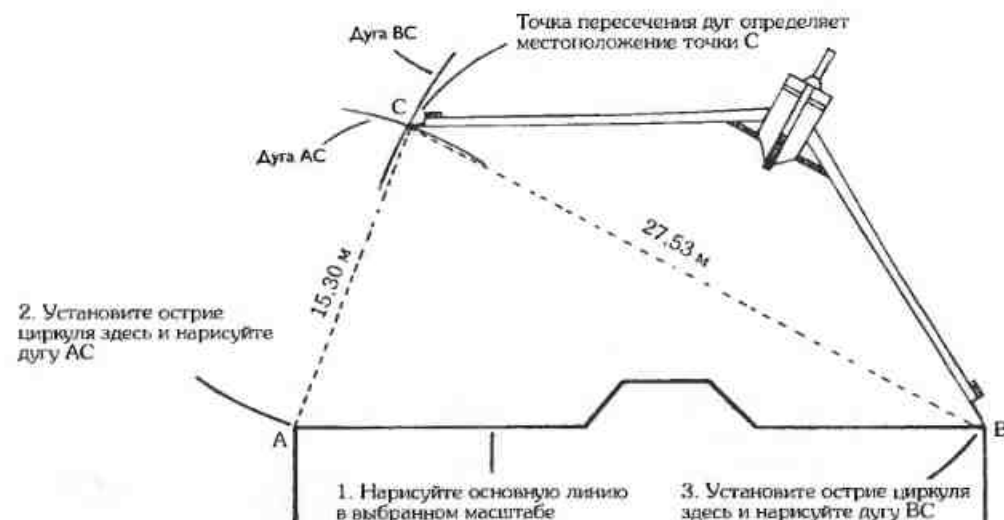 Дуга BC
Точка пересечения дуг определяет
местоположение точки С
C
Дуга AC
15,30 м
27,53 м
2. Установите острие
циркуля здесь и нарисуйте
дугу AC
A
B
1. Нарисуйте основную линию
в выбранном масштабе
3. Установите острие циркуля
здесь и нарисуйте дугу BC